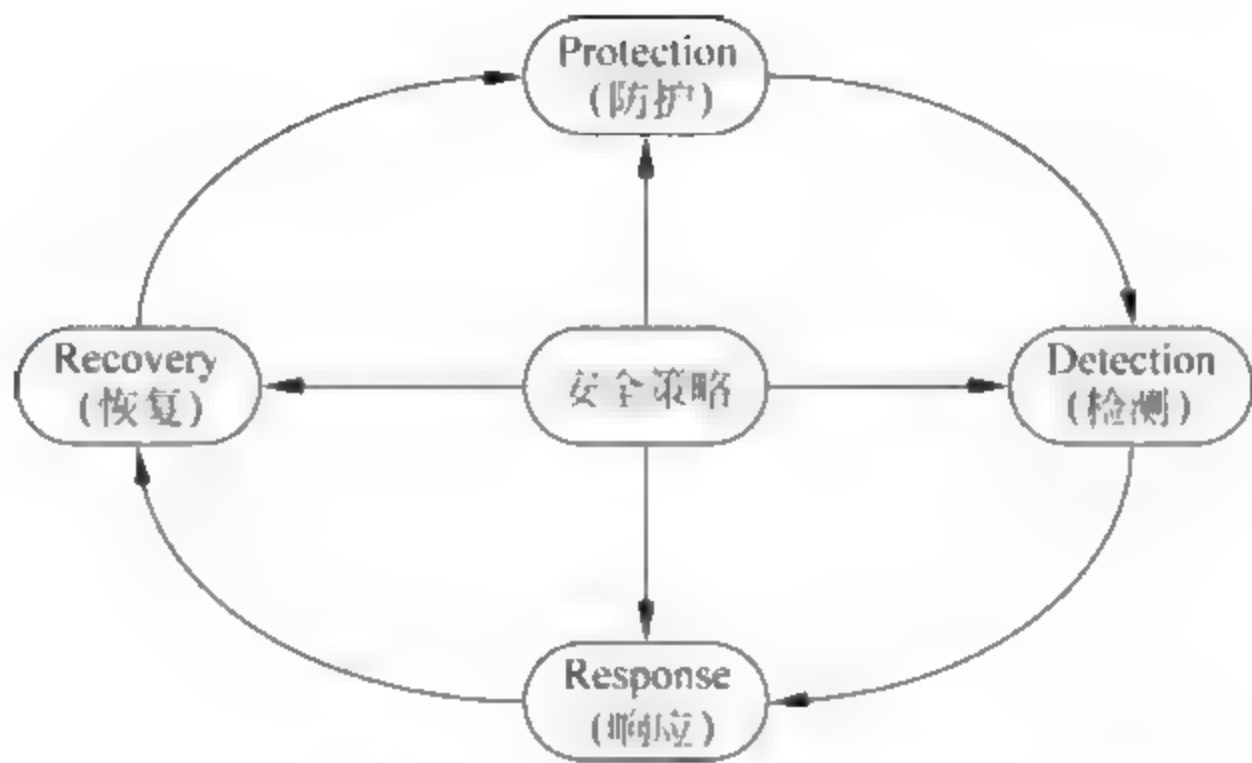 Protection
(防护)
Recovery
(恢复)
安全策略
Detection
(检测)
Response
(响应)